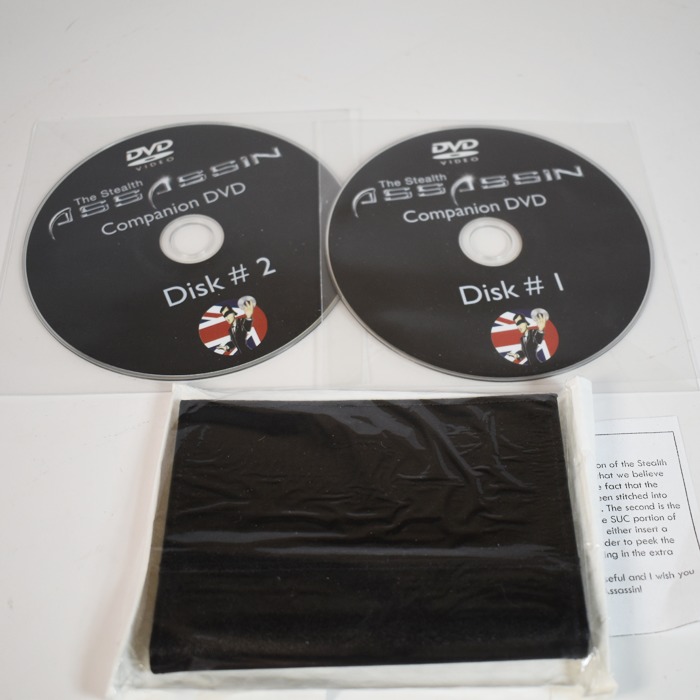 DVD
VIDEO
The Stealth
ASSASSIN
Companion DVD
Disk # 2
DVD
VIDEO
The Stealth
ASSASSIN
Companion DVD
Disk # 1
on of the Stealth
hat we believe
e fact that the
een stitched into
. The second is the
e SUC portion of
either insert a
der to peek the
ing in the extra
seful and I wish you
Assassin!